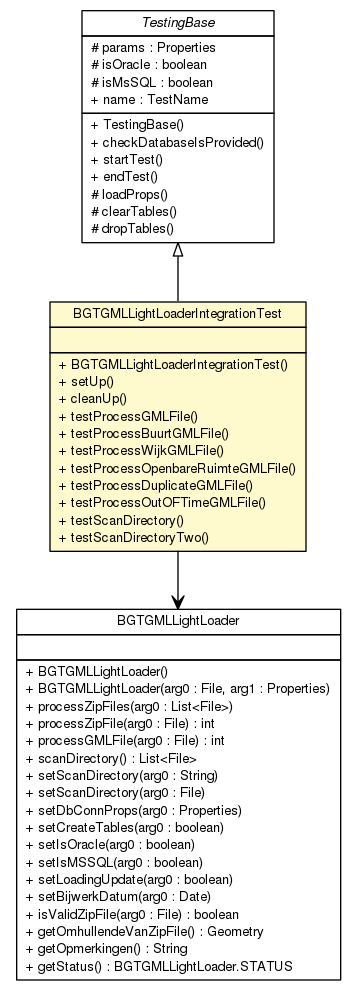 TestingBase
# params : Properties
# isOracle : boolean
# isMsSQL : boolean
+ name : TestName
+ TestingBase()
+ checkDatabaseIsProvided()
+ startTest()
+ endTest()
# loadProps()
# clearTables()
# dropTables()
BGTGMLLightLoaderIntegrationTest
+ BGTGMLLightLoaderIntegrationTest()
+ setUp()
+ cleanUp()
+ testProcessGMLFile()
+ testProcessBuurtGMLFile()
+ testProcessWijkGMLFile()
+ testProcessOpenbareRuimteGMLFile()
+ testProcessDuplicateGMLFile()
+ testProcessOutOFTimeGMLFile()
+ testScanDirectory()
+ testScanDirectoryTwo()
BGTGMLLightLoader
+ BGTGMLLightLoader()
+ BGTGMLLightLoader(arg0 : File, arg1 : Properties)
+ processZipFiles(arg0 : List<File>)
+ processZipFile(arg0 : File) : int
+ processGMLFile(arg0 : File) : int
+ scanDirectory() : List<File>
+ setScanDirectory(arg0 : String)
+ setScanDirectory(arg0 : File)
+ setDbConnProps(arg0 : Properties)
+ setCreateTables(arg0 : boolean)
+ setIsOracle(arg0 : boolean)
+ setIsMSSQL(arg0 : boolean)
+ setLoadingUpdate(arg0 : boolean)
+ setBijwerkDatum(arg0 : Date)
+ isValidZipFile(arg0 : File) : boolean
+ getOmhullendeVanZipFile() : Geometry
+ getOpmerkingen() : String
+ getStatus() : BGTGMLLightLoader.STATUS